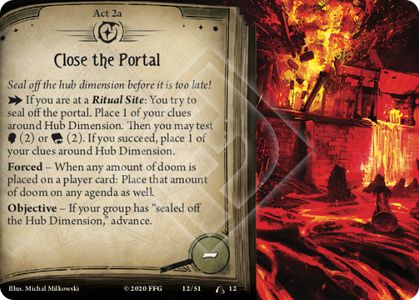 Act 2a
Close the Portal
Seal off the hub dimension before it is too late!
If you are at a Ritual Site: You try to
seal off the portal. Place 1 of your clues
around Hub Dimension. Then you may test
(2) or (2). If you succeed, place 1 of
your clues around Hub Dimension.
Forced – When any amount of doom is
placed on a player card: Place that
amount of doom on any agenda as well.
Objective – If your group has “sealed off
the Hub Dimension,” advance.
–
Illus. Michal Miłkowski
© 2020 FFG
12/51
12